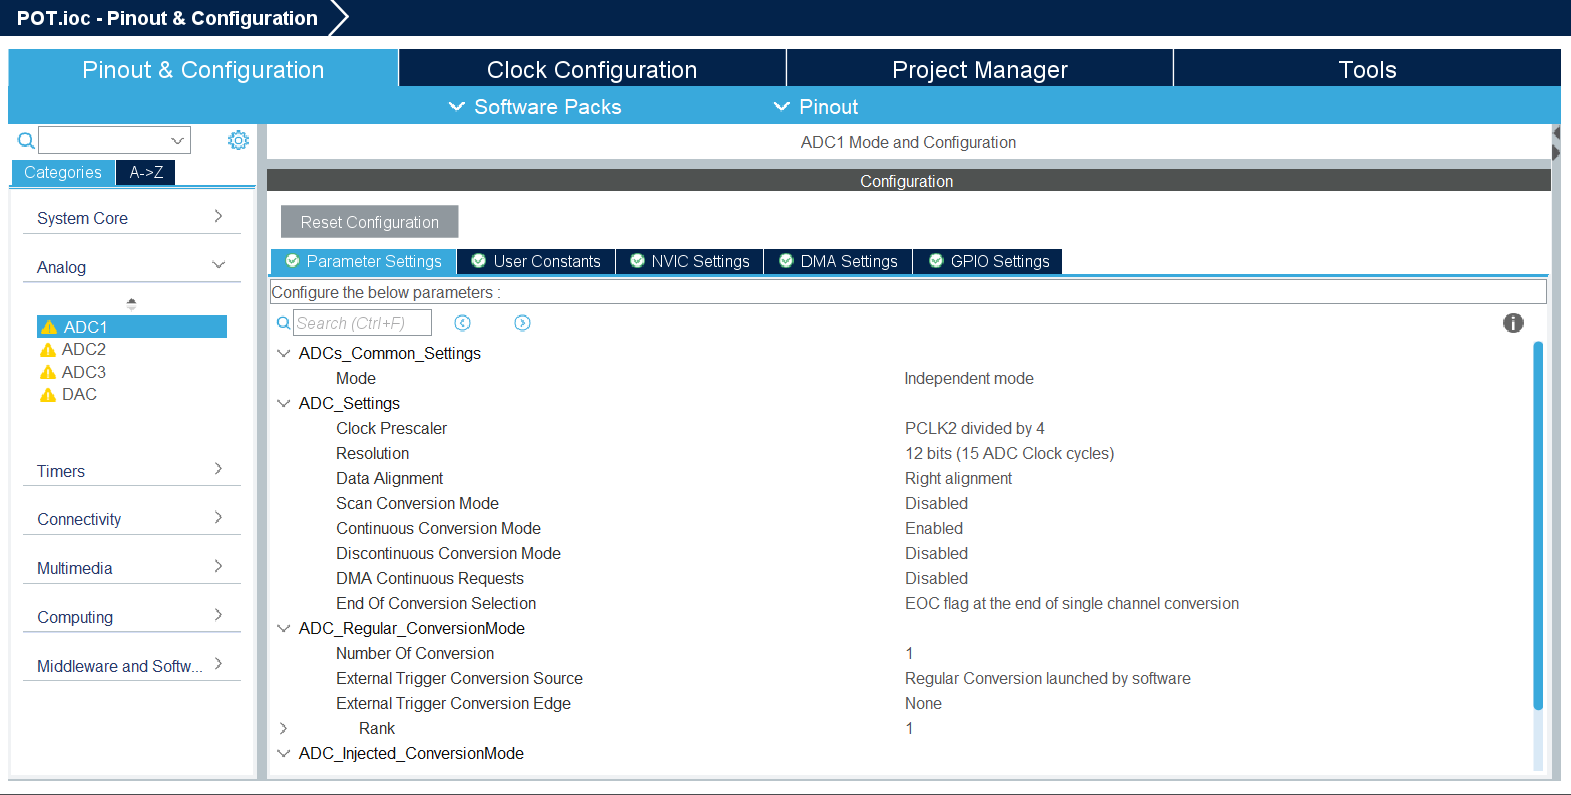 POT.ioc - Pinout & Configuration
Pinout & Configuration
Clock Configuration
Project Manager
Tools
Software Packs
Pinout
Categories
A->Z
System Core
Analog
ADC1
ADC2
ADC3
DAC
Timers
Connectivity
Multimedia
Computing
Middleware and Softw...
ADC1 Mode and Configuration
Configuration
Reset Configuration
Parameter Settings
User Constants
NVIC Settings
DMA Settings
GPIO Settings
Configure the below parameters :
Search (Ctrl+F)
ADCs_Common_Settings
Mode Independent mode
ADC_Settings
Clock Prescaler PCLK2 divided by 4
Resolution 12 bits (15 ADC Clock cycles)
Data Alignment Right alignment
Scan Conversion Mode Disabled
Continuous Conversion Mode Enabled
Discontinuous Conversion Mode Disabled
DMA Continuous Requests Disabled
End Of Conversion Selection EOC flag at the end of single channel conversion
ADC_Regular_ConversionMode
Number Of Conversion 1
External Trigger Conversion Source Regular Conversion launched by software
External Trigger Conversion Edge None
Rank 1
ADC_Injected_ConversionMode